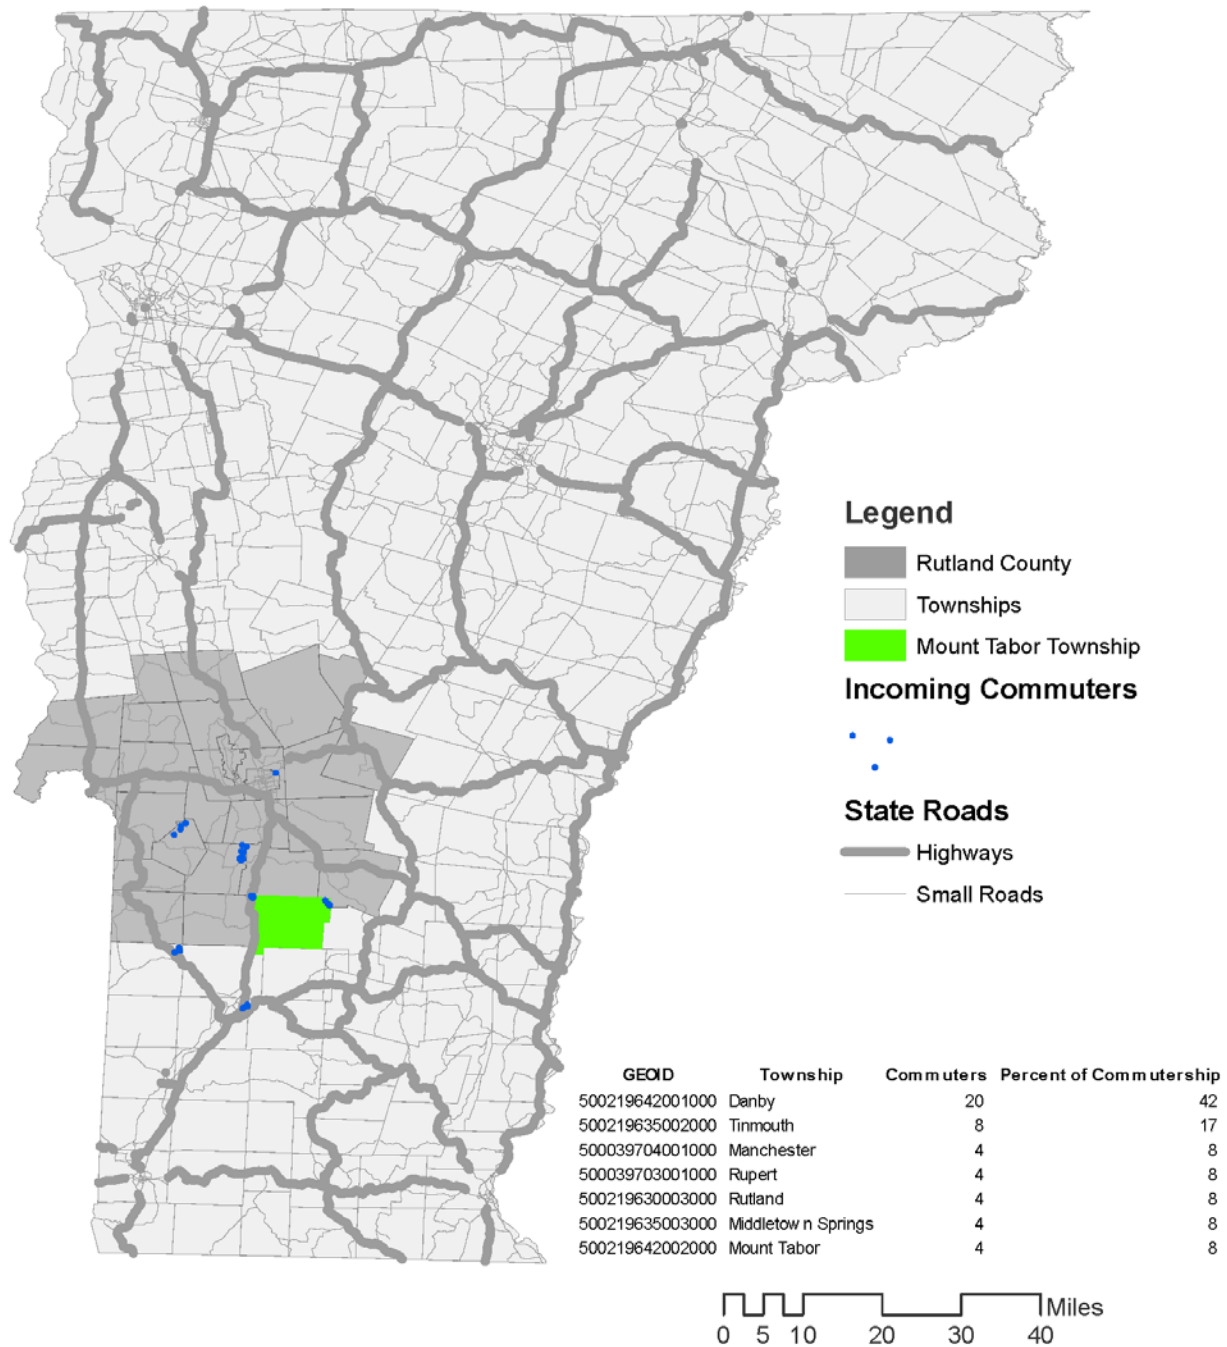 Legend
Rutland County
Townships
Mount Tabor Township
Incoming Commuters
State Roads
Highways
Small Roads
GEOID Township Commuters Percent of Commutership
500219642001000 Danby 20 42
500219635002000 Tinmouth 8 17
500039704001000 Manchester 4 8
500039703001000 Rupert 4 8
500219630003000 Rutland 4 8
500219635003000 Middletown Springs 4 8
500219642002000 Mount Tabor 4 8
Miles
0 5 10 20 30 40